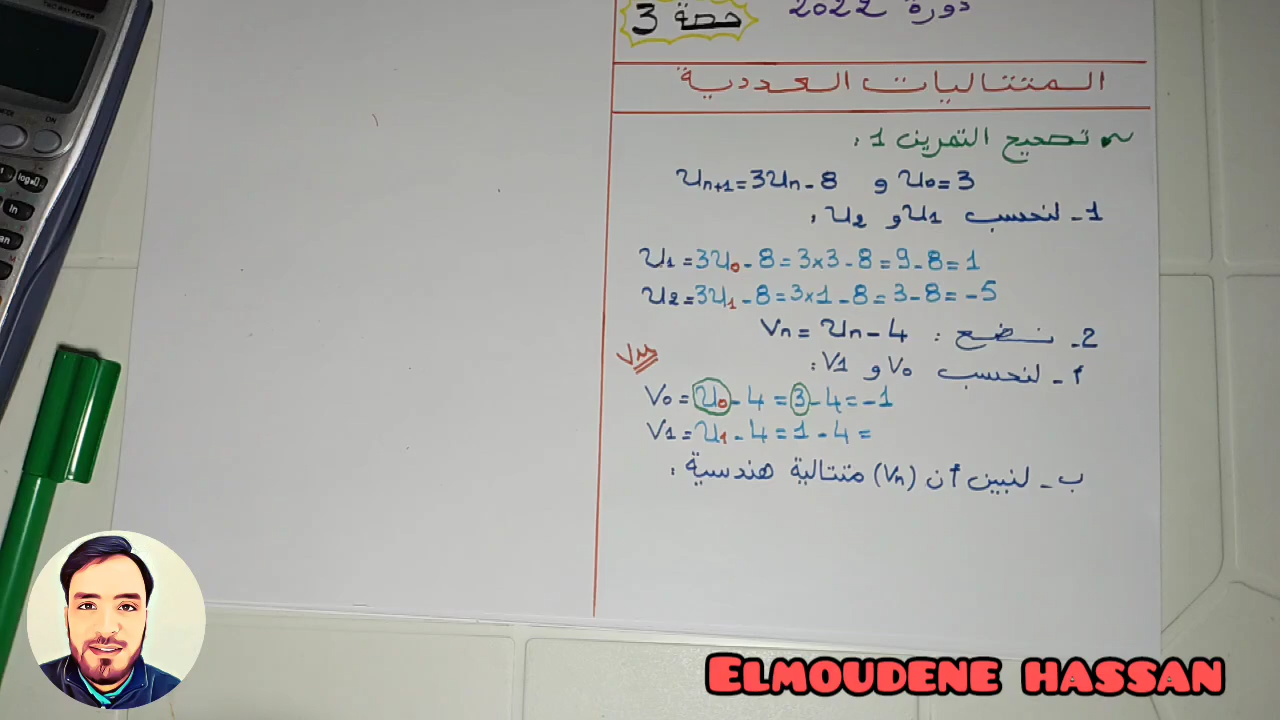 دورة 2022
حصة 3
المتتاليات العددية
تصحيح التمرين 1 :
Un+1 = 3Un - 8 و U0 = 3
1- لنحسب U1 و U2 :
U1 = 3U0 - 8 = 3x3 - 8 = 9 - 8 = 1
U2 = 3U1 - 8 = 3x1 - 8 = 3 - 8 = -5
2- نضع : Vn = Un - 4
أ- لنحسب V0 و V1 :
V0 = U0 - 4 = 3 - 4 = -1
V1 = U1 - 4 = 1 - 4 =
ب- لنبين أن (Vn) متتالية هندسية :
ELMOUDENE HASSAN
ON
ln